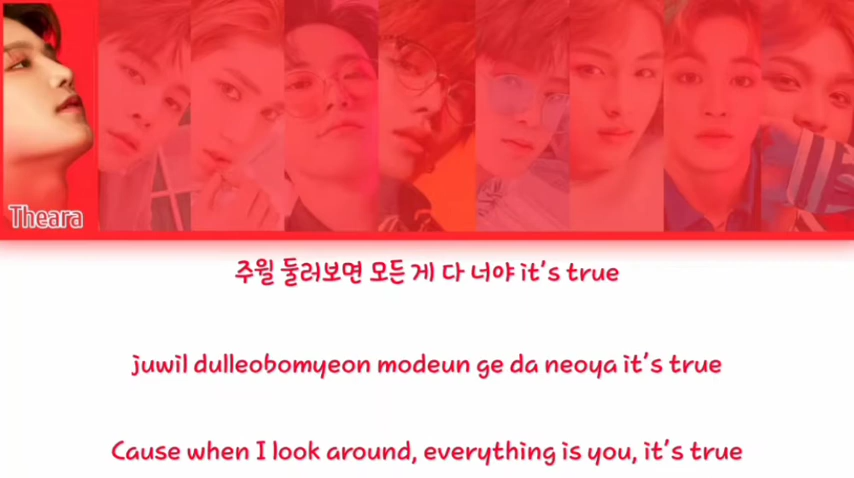 Theara
주윌 둘러보면 모든 게 다 너야 it's true
juwil dulleobomyeon modeun ge da neoya it's true
Cause when I look around, everything is you, it's true